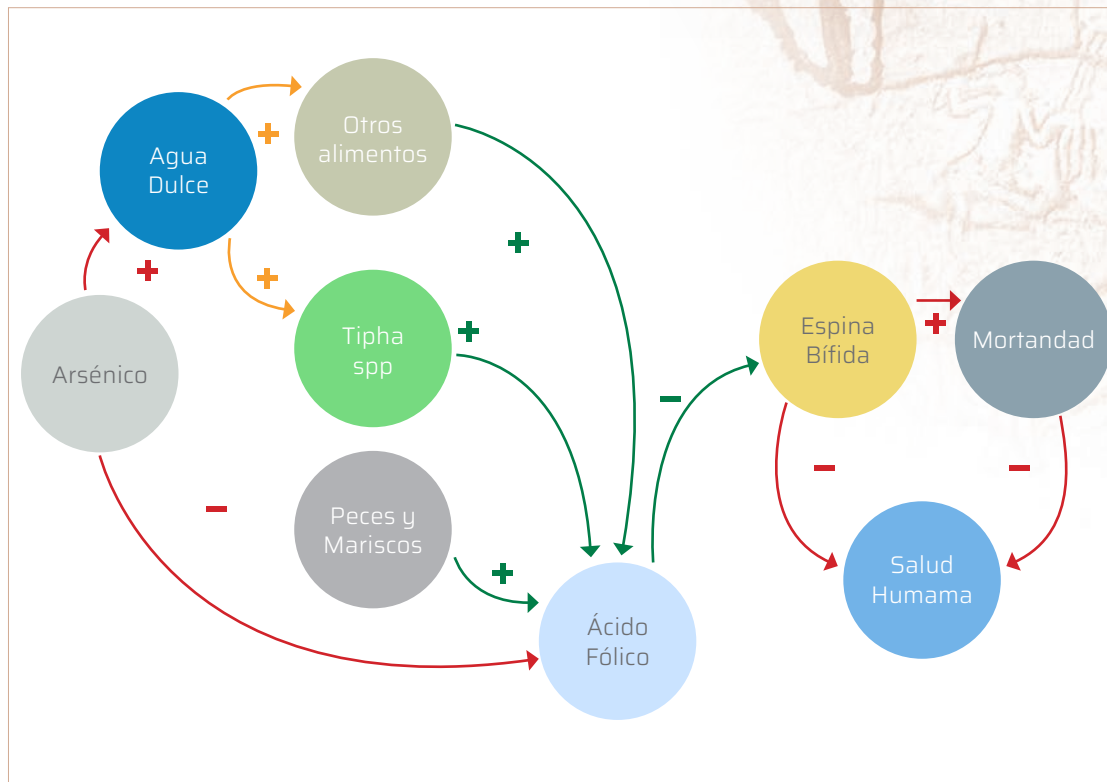 Otros
alimentos
+
Agua
Dulce
+
+
+
Tipha
spp
+
Arsénico
Espina
Bífida
+
Mortandad
−
−
−
−
Peces y
Mariscos
+
Salud
Humama
Ácido
Fólico